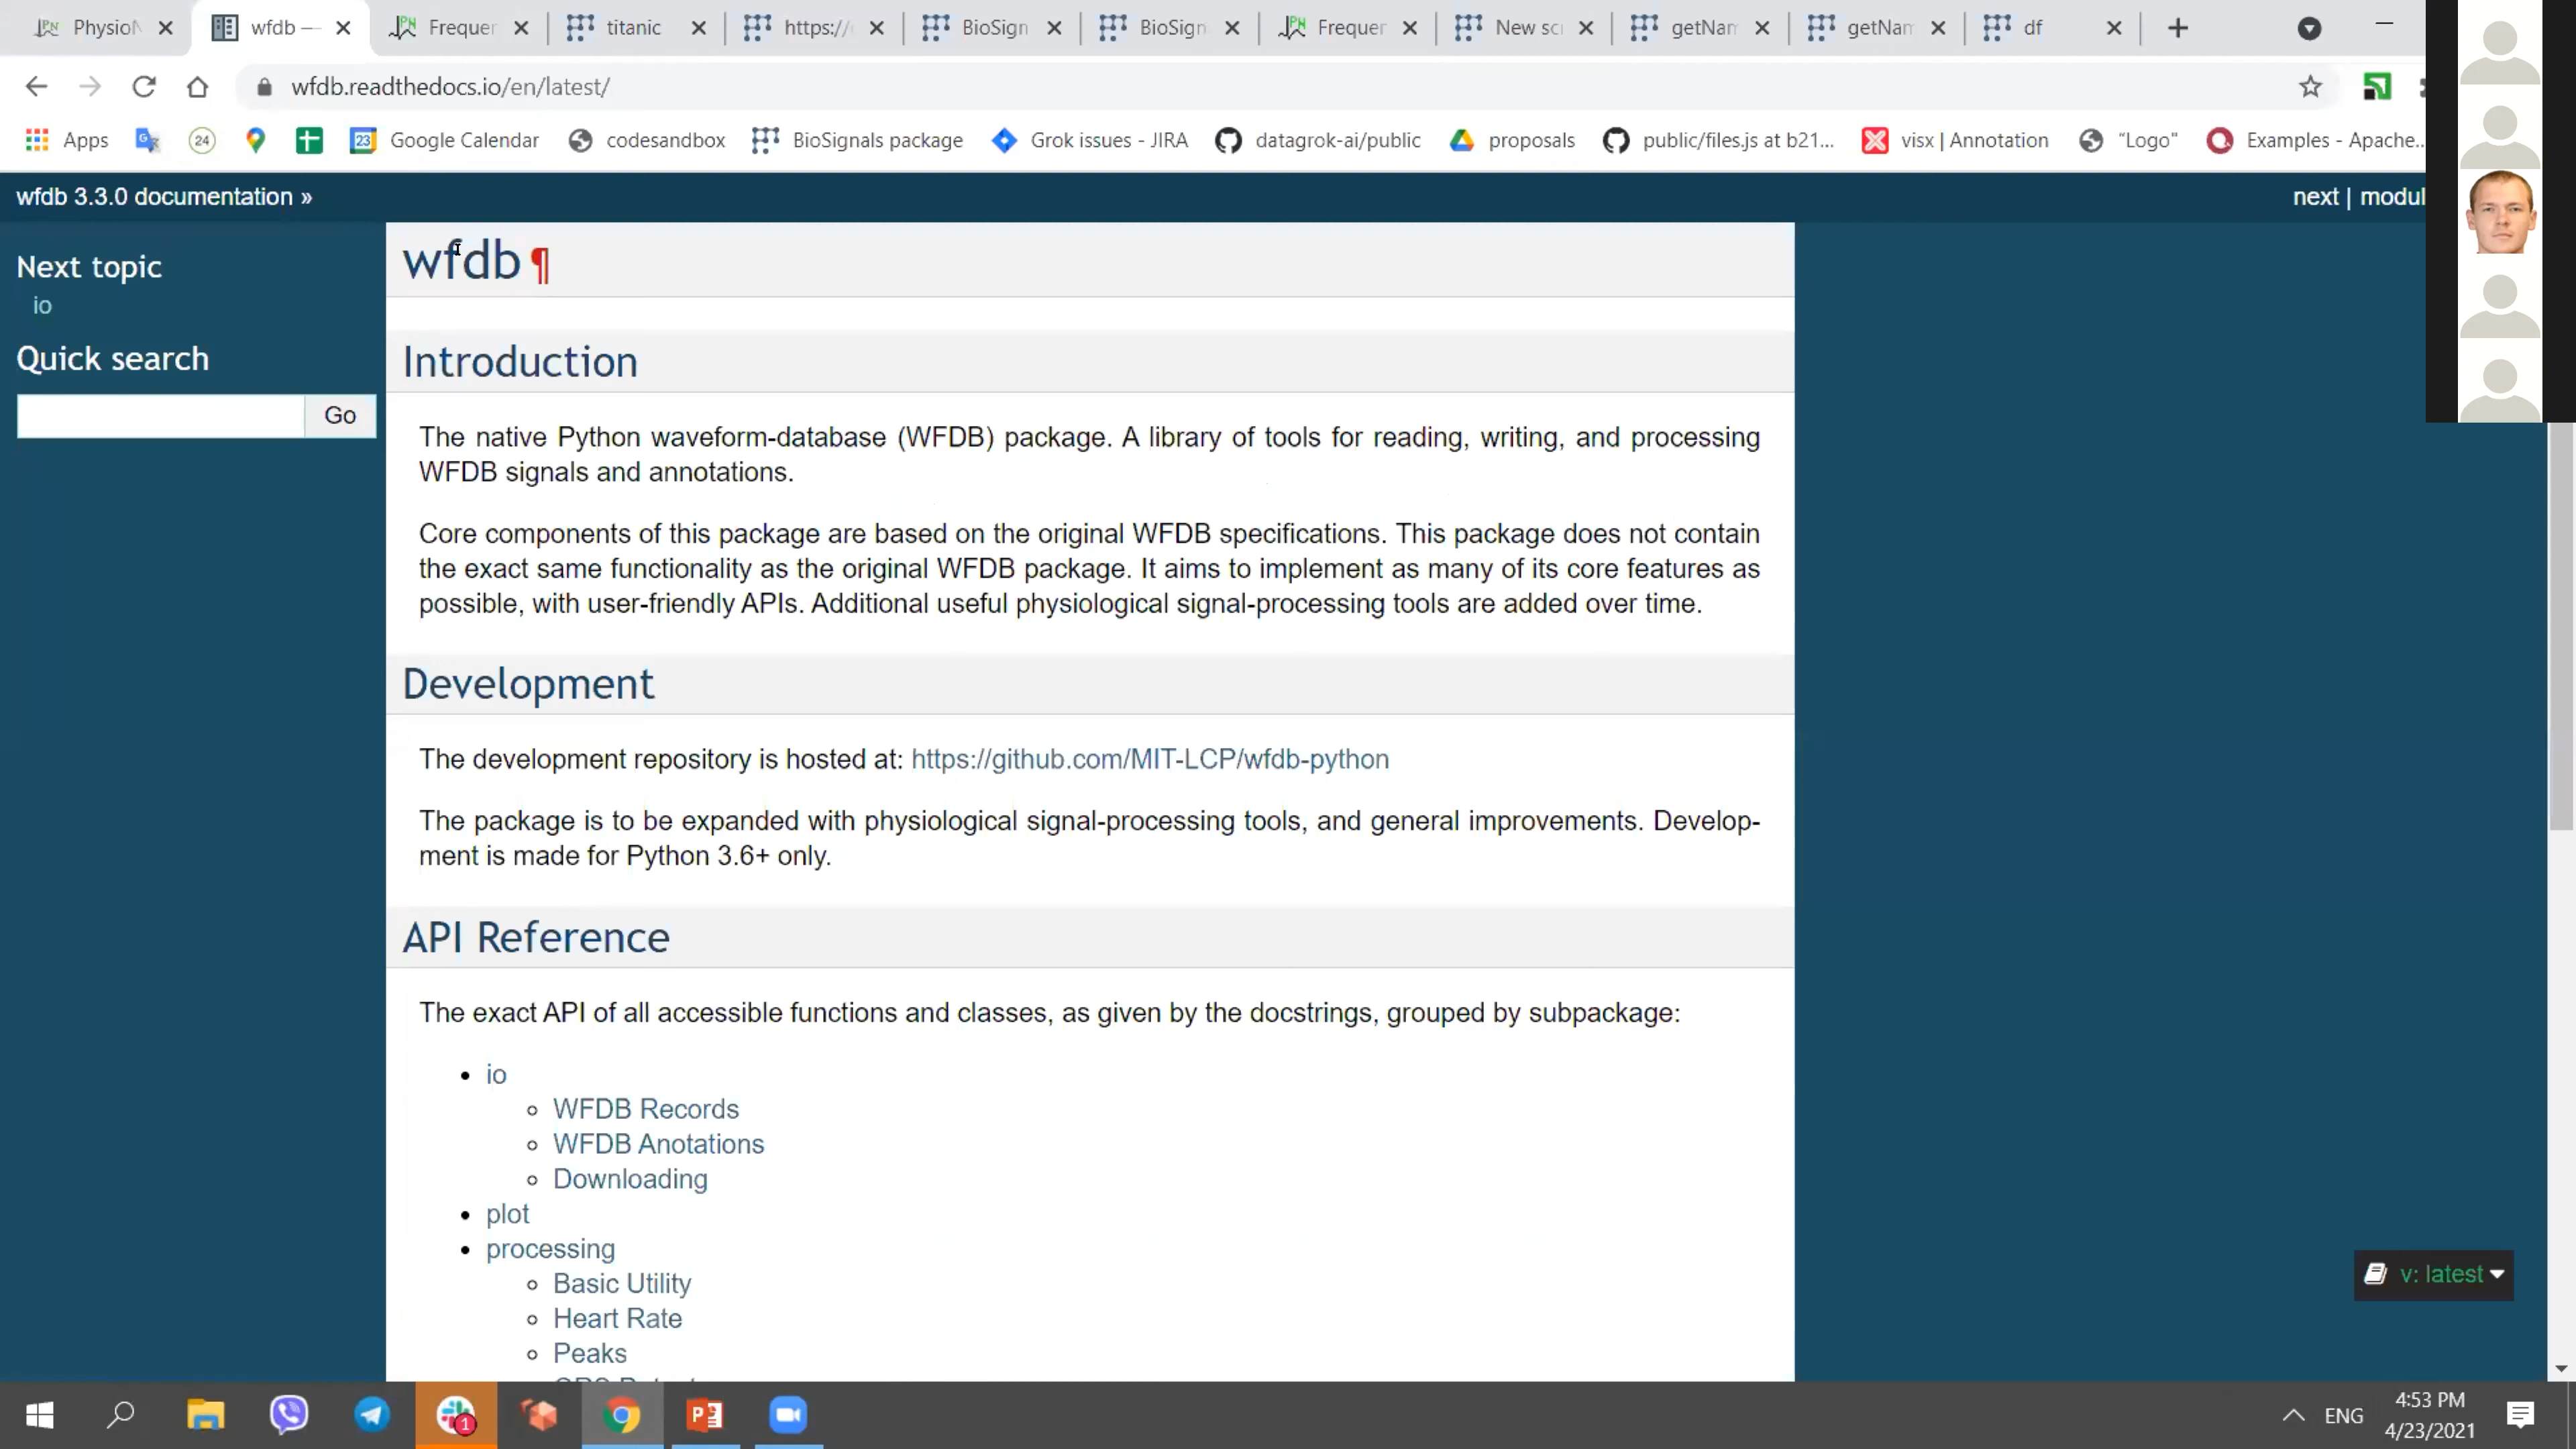 PhysioN
wfdb —
Frequen
titanic
https://
BioSign
BioSign
Frequen
New scr
getNam
getNam
df
wfdb.readthedocs.io/en/latest/
Apps
24
23
Google Calendar
codesandbox
BioSignals package
Grok issues - JIRA
datagrok-ai/public
proposals
public/files.js at b21...
visx | Annotation
“Logo”
Examples - Apache...
wfdb 3.3.0 documentation »
next | modul
Next topic
io
Quick search
Go
wfdb ¶
Introduction
The native Python waveform-database (WFDB) package. A library of tools for reading, writing, and processing
WFDB signals and annotations.
Core components of this package are based on the original WFDB specifications. This package does not contain
the exact same functionality as the original WFDB package. It aims to implement as many of its core features as
possible, with user-friendly APIs. Additional useful physiological signal-processing tools are added over time.
Development
The development repository is hosted at: https://github.com/MIT-LCP/wfdb-python
The package is to be expanded with physiological signal-processing tools, and general improvements. Develop-
ment is made for Python 3.6+ only.
API Reference
The exact API of all accessible functions and classes, as given by the docstrings, grouped by subpackage:
io
WFDB Records
WFDB Anotations
Downloading
plot
processing
Basic Utility
Heart Rate
Peaks
v: latest
1
ENG
4:53 PM
4/23/2021